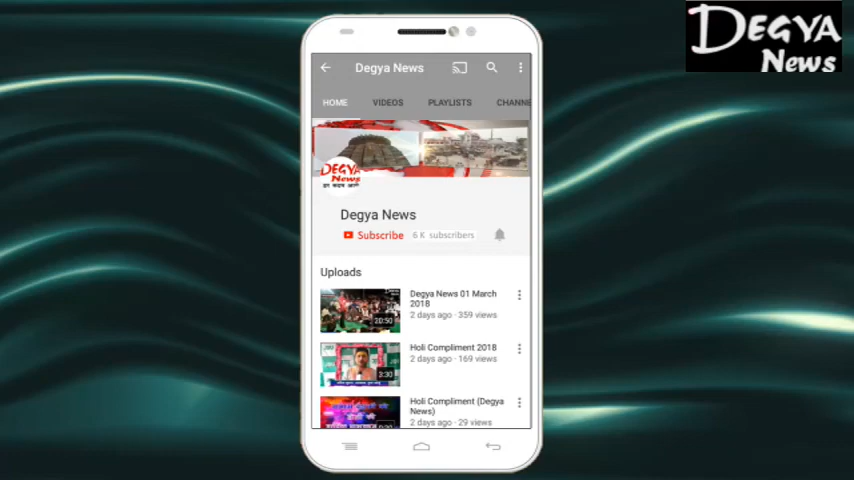 DEGYA
News
Degya News
HOME VIDEOS PLAYLISTS CHANNE
DEGYA
News
Degya News
Subscribe 6 K subscribers
Uploads
Degya News 01 March
2018
2 days ago · 359 views
20:50
Holi Compliment 2018
2 days ago · 169 views
3:30
Holi Compliment (Degya
News)
2 days ago · 29 views